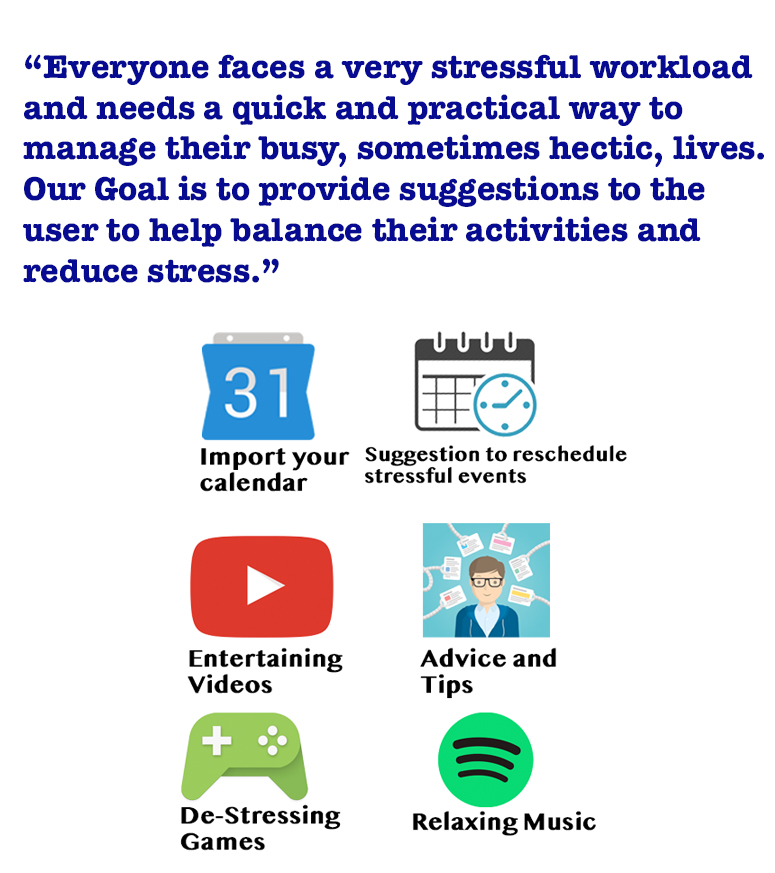 “Everyone faces a very stressful workload
and needs a quick and practical way to
manage their busy, sometimes hectic, lives.
Our Goal is to provide suggestions to the
user to help balance their activities and
reduce stress.”
31
Import your
calendar
Suggestion to reschedule
stressful events
Entertaining
Videos
Advice and
Tips
De-Stressing
Games
Relaxing Music